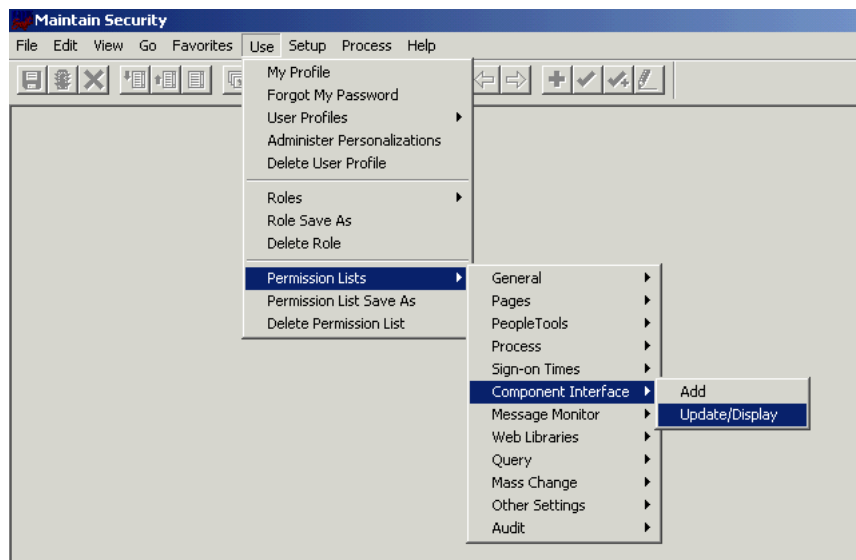 Maintain Security
File Edit View Go Favorites Use Setup Process Help
My Profile
Forgot My Password
User Profiles
Administer Personalizations
Delete User Profile
Roles
Role Save As
Delete Role
Permission Lists
Permission List Save As
Delete Permission List
General
Pages
PeopleTools
Process
Sign-on Times
Component Interface
Message Monitor
Web Libraries
Query
Mass Change
Other Settings
Audit
Add
Update/Display